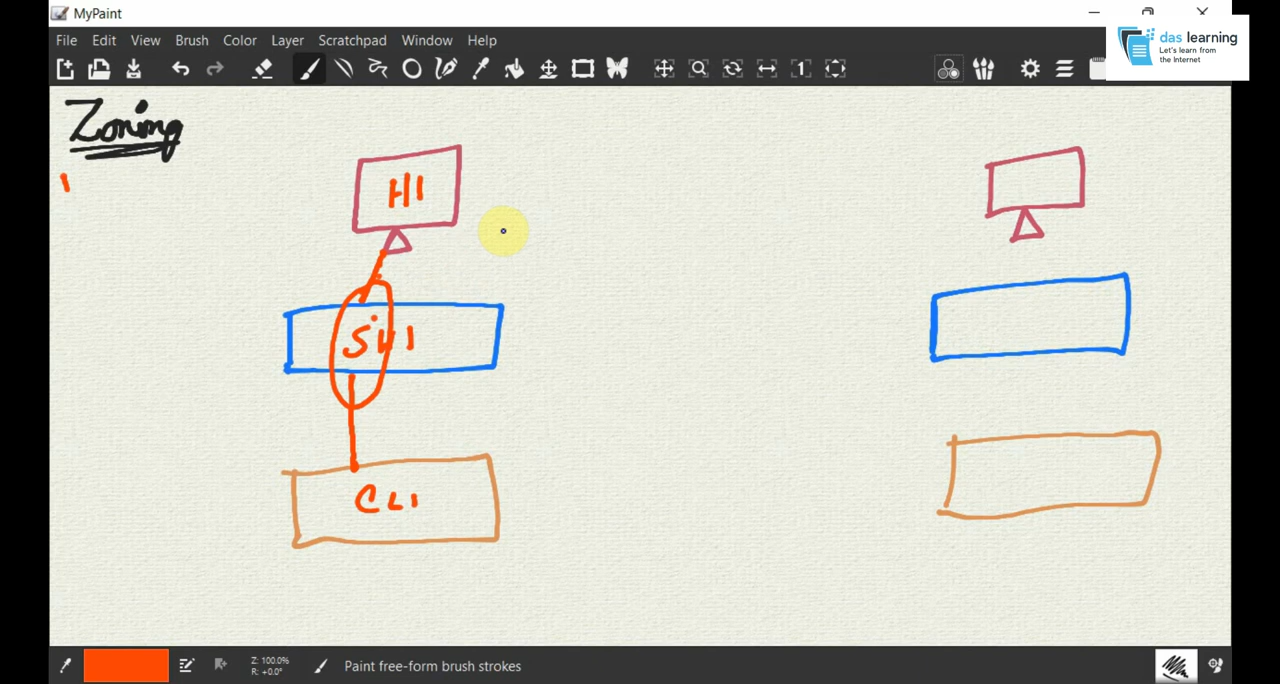 MyPaint
File Edit View Brush Color Layer Scratchpad Window Help
das learning
Let's learn from
the Internet
Zoning
H1
SW1
CL1
Z: 100.0%
R: +0.0°
Paint free-form brush strokes